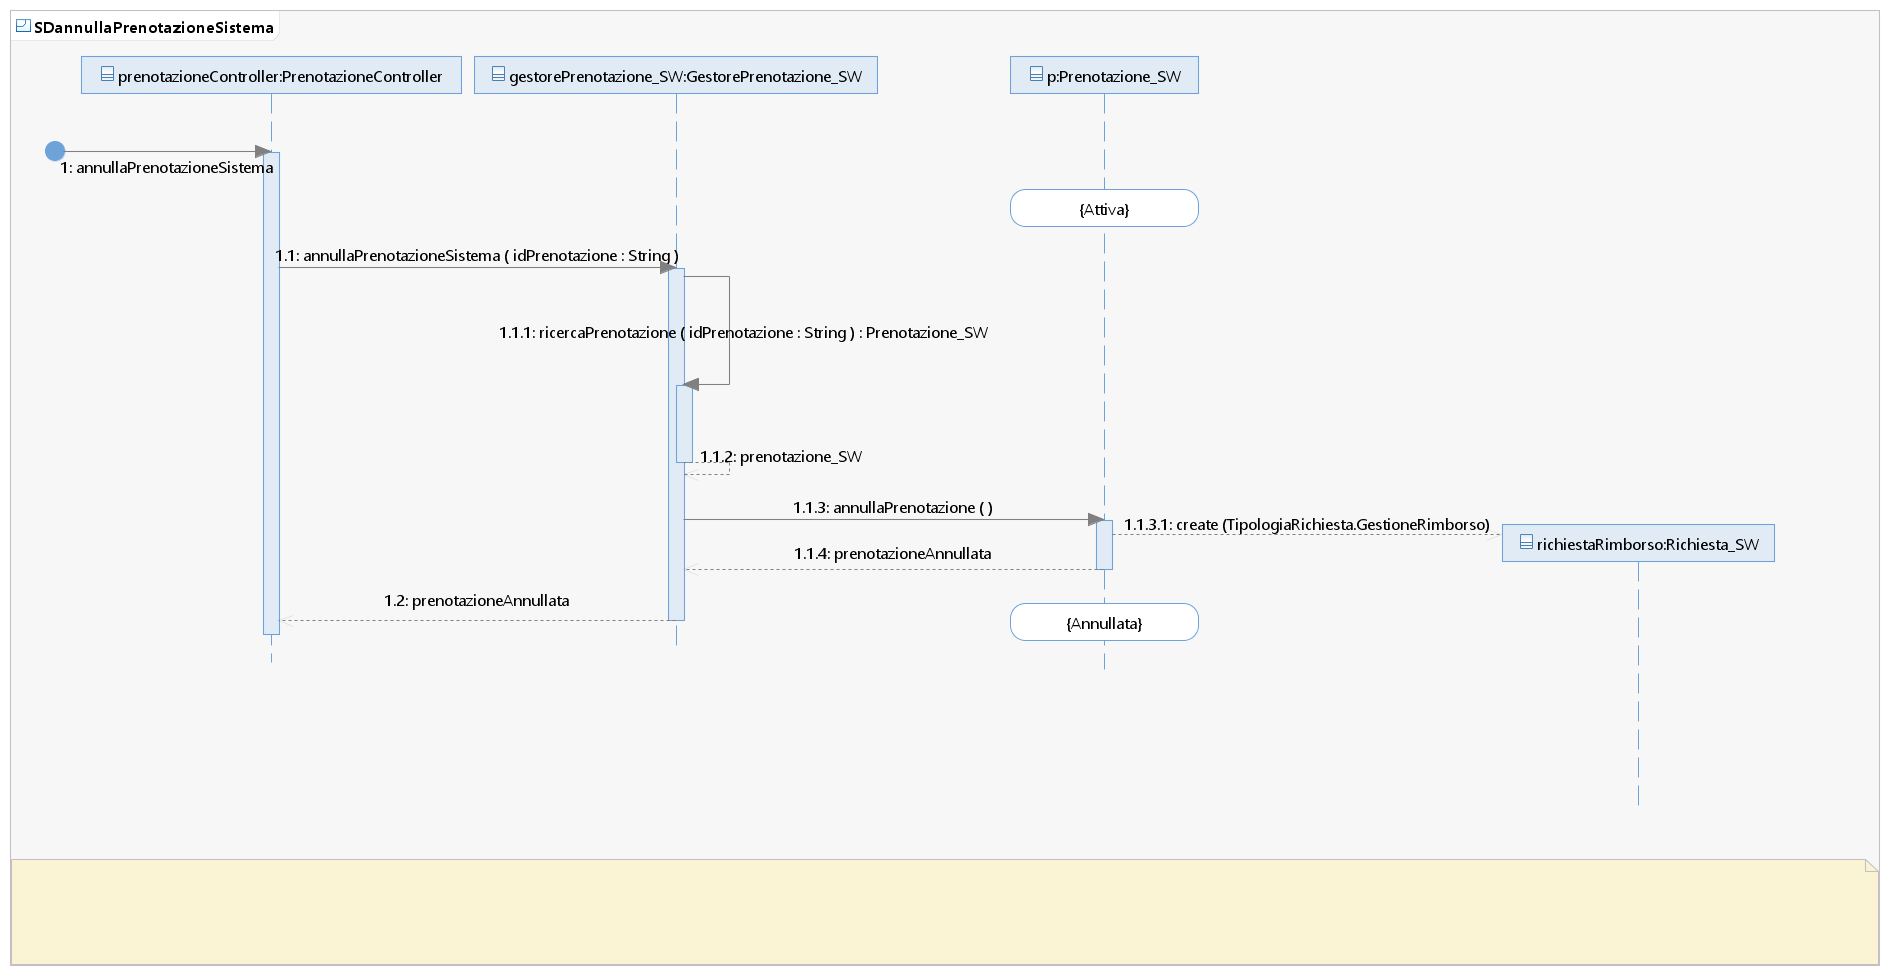 SDannullaPrenotazioneSistema
prenotazioneController:PrenotazioneController
gestorePrenotazione_SW:GestorePrenotazione_SW
p:Prenotazione_SW
1: annullaPrenotazioneSistema
{Attiva}
1.1: annullaPrenotazioneSistema ( idPrenotazione : String )
1.1.1: ricercaPrenotazione ( idPrenotazione : String ) : Prenotazione_SW
1.1.2: prenotazione_SW
1.1.3: annullaPrenotazione ( )
1.1.3.1: create (TipologiaRichiesta.GestioneRimborso)
richiestaRimborso:Richiesta_SW
1.1.4: prenotazioneAnnullata
1.2: prenotazioneAnnullata
{Annullata}